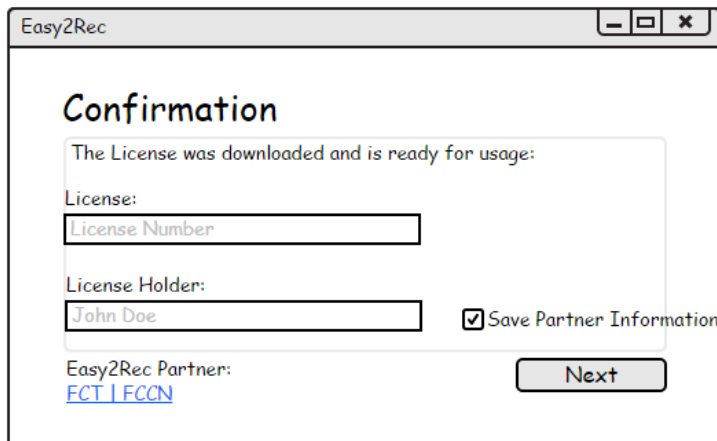 Easy2Rec
Confirmation
The License was downloaded and is ready for usage:
License:
License Number
License Holder:
John Doe
Save Partner Information
Easy2Rec Partner:
FCT | FCCN
Next